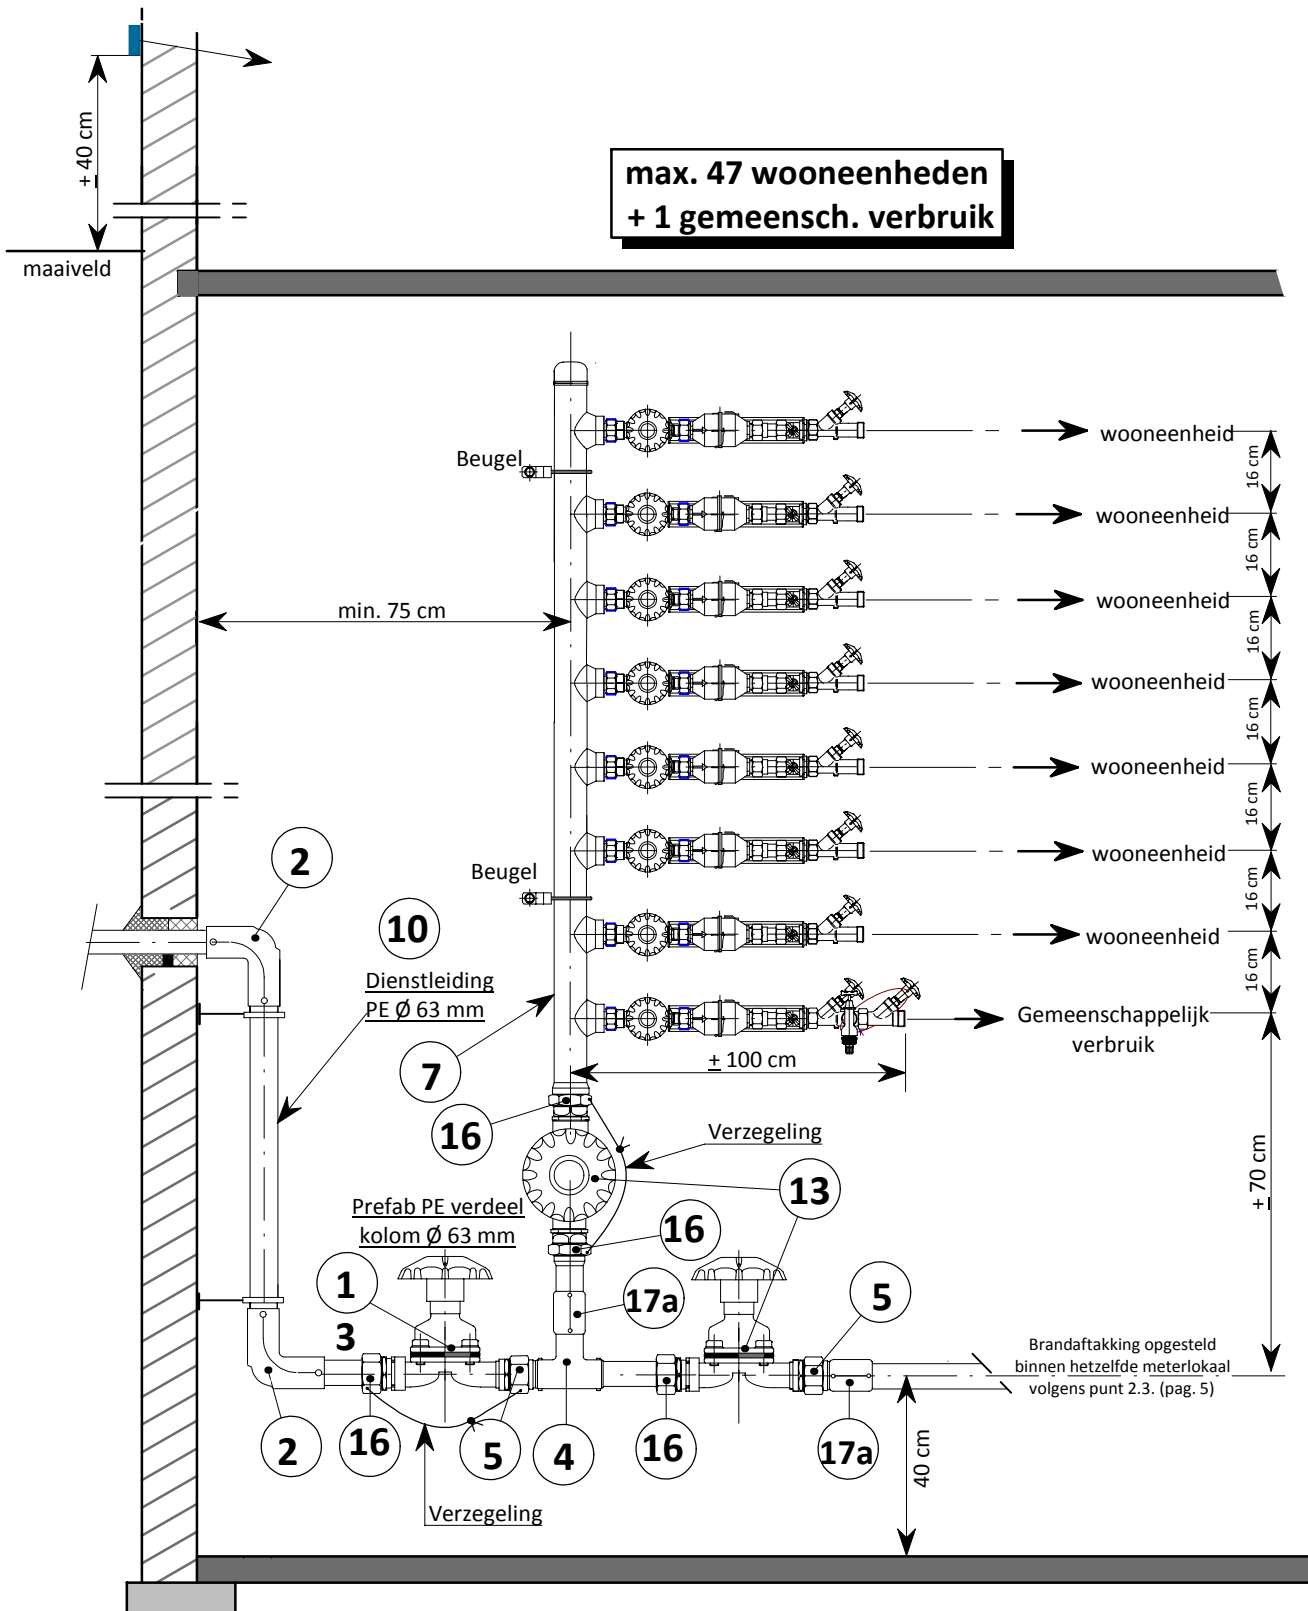 + 40 cm
maaiveld
max. 47 wooneenheden
+ 1 gemeensch. verbruik
wooneenheid
16 cm
Beugel
wooneenheid
16 cm
wooneenheid
min. 75 cm
16 cm
wooneenheid
16 cm
wooneenheid
16 cm
wooneenheid
2
Beugel
16 cm
wooneenheid
10
16 cm
Dienstleiding
PE Ø 63 mm
Gemeenschappelijk
verbruik
7
+ 100 cm
16
Verzegeling
+ 70 cm
13
Prefab PE verdeel
kolom Ø 63 mm
16
1
17a
5
3
Brandaftakking opgesteld
binnen hetzelfde meterlokaal
volgens punt 2.3. (pag. 5)
2
16
5
4
16
17a
40 cm
Verzegeling